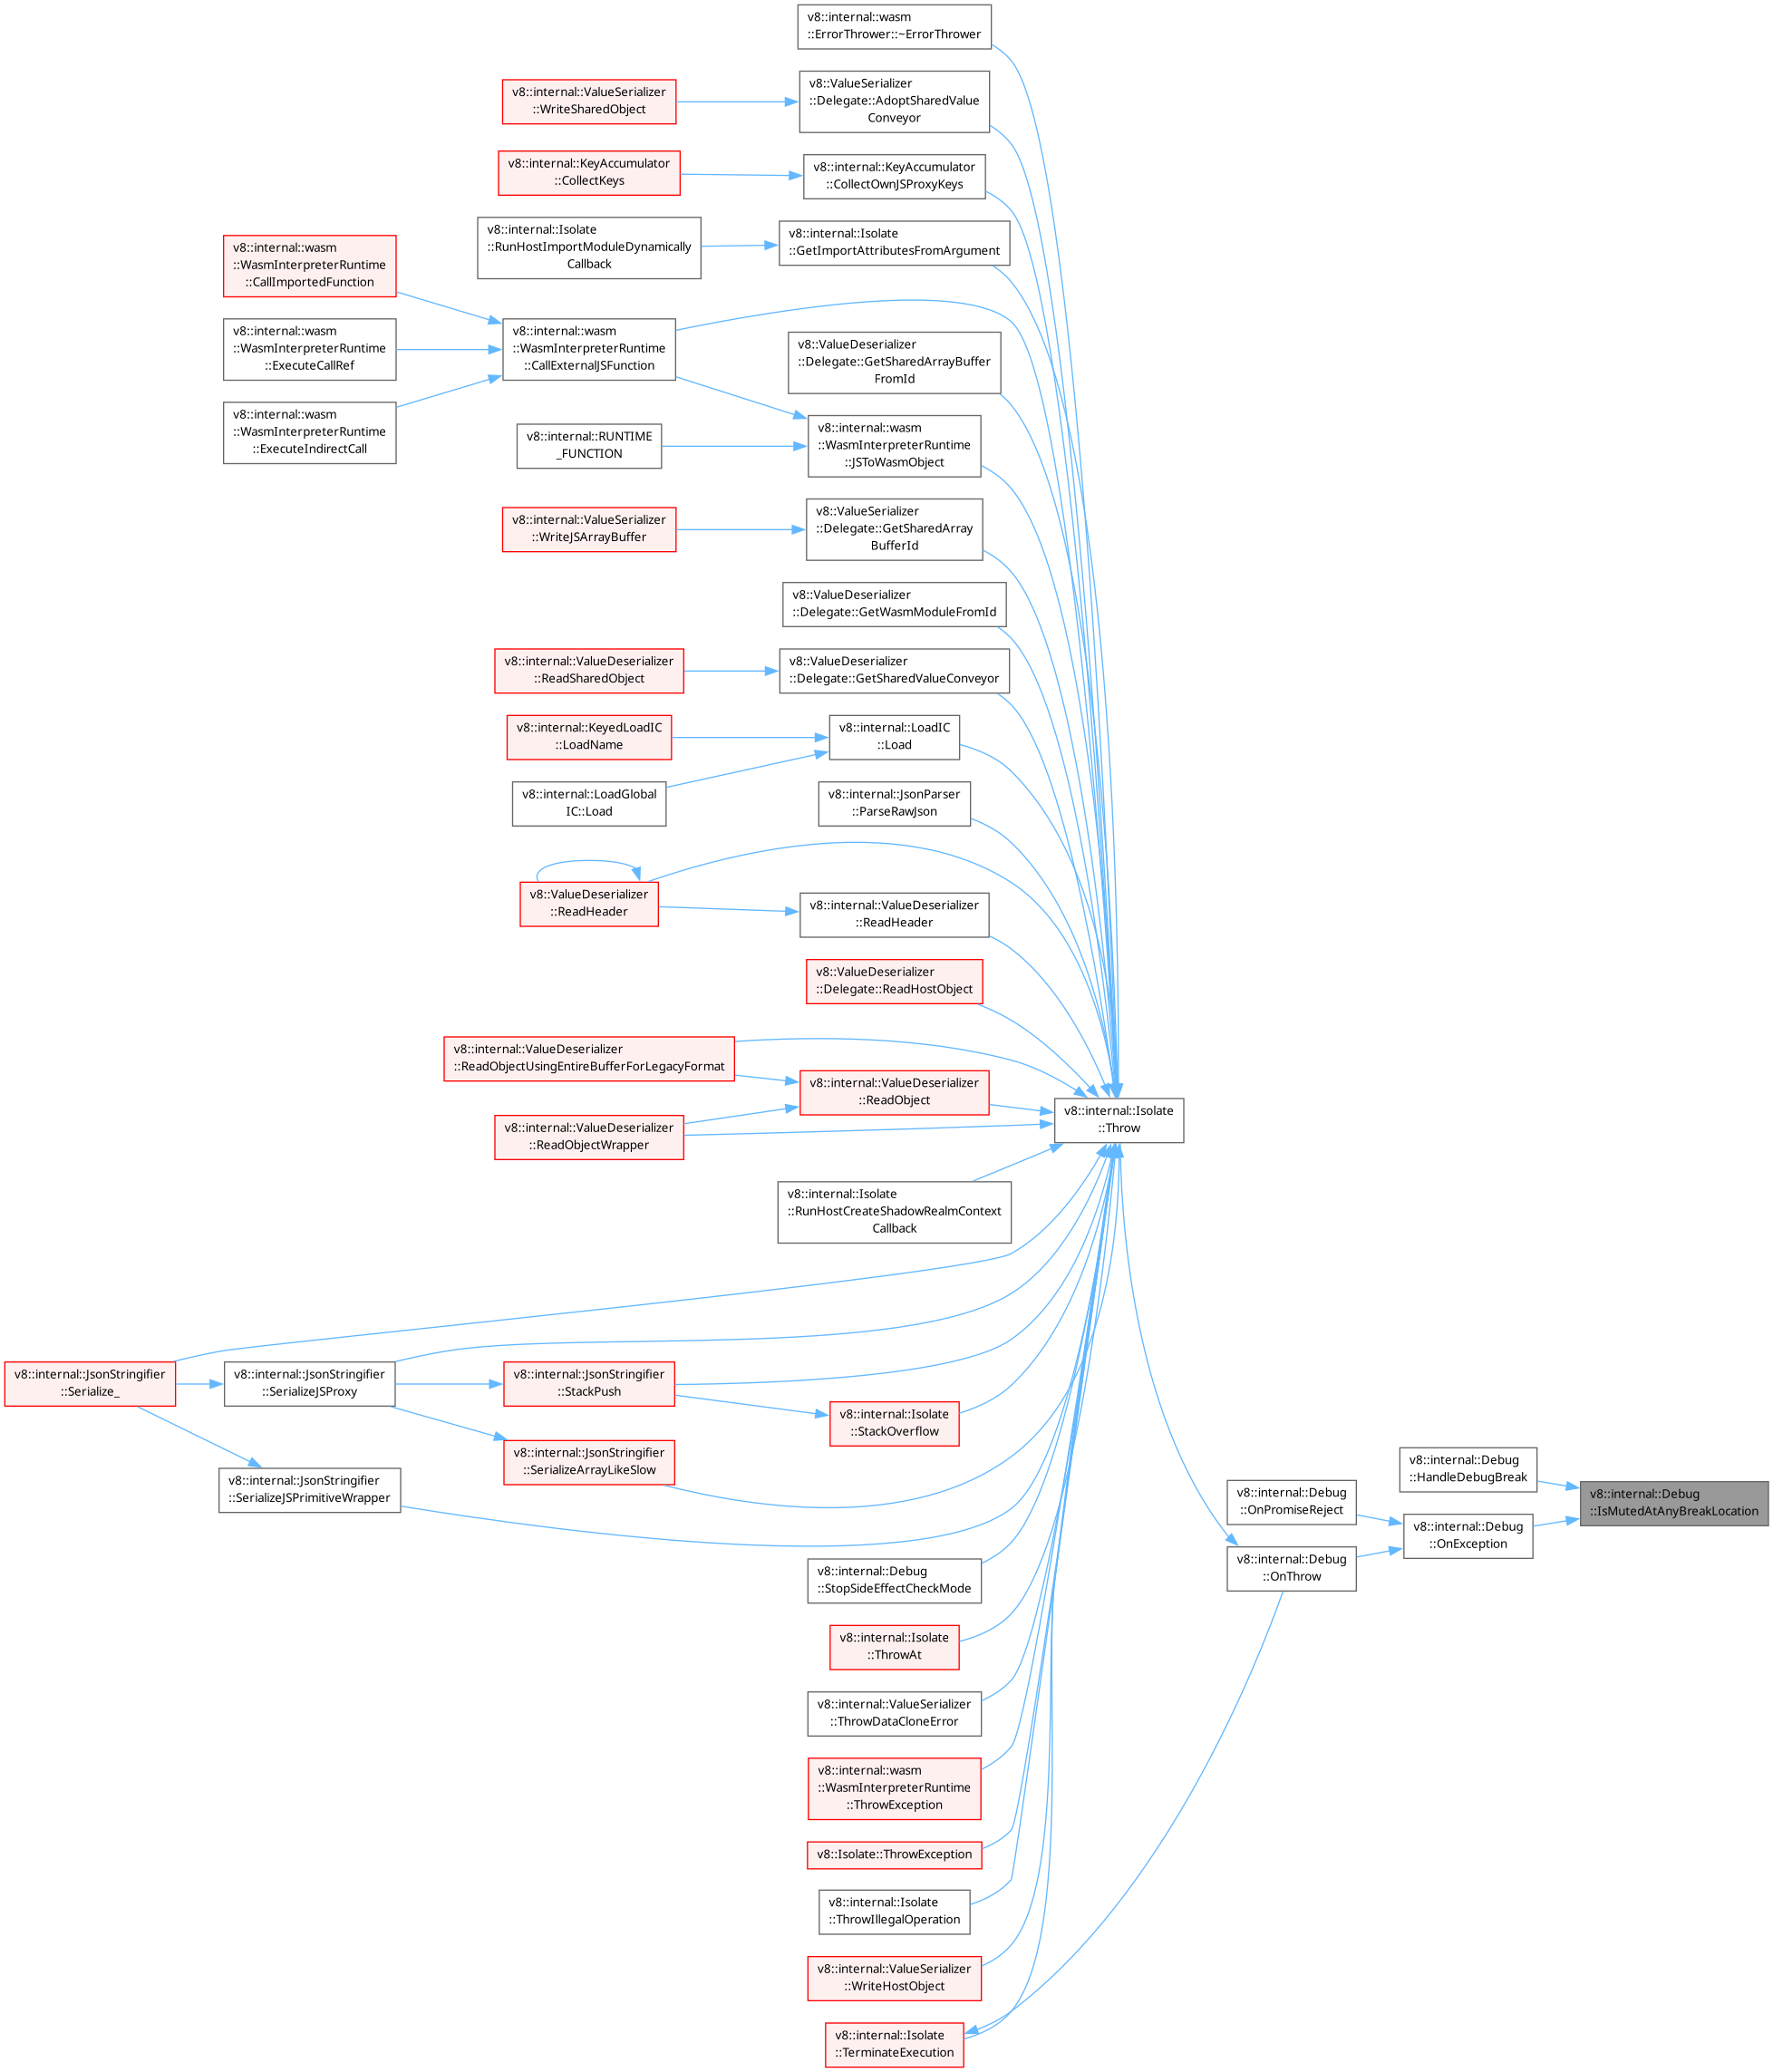 v8::internal::wasm
::ErrorThrower::~ErrorThrower
v8::ValueSerializer
::Delegate::AdoptSharedValue
Conveyor
v8::internal::ValueSerializer
::WriteSharedObject
v8::internal::KeyAccumulator
::CollectOwnJSProxyKeys
v8::internal::KeyAccumulator
::CollectKeys
v8::internal::Isolate
::GetImportAttributesFromArgument
v8::internal::Isolate
::RunHostImportModuleDynamically
Callback
v8::internal::wasm
::WasmInterpreterRuntime
::CallImportedFunction
v8::internal::wasm
::WasmInterpreterRuntime
::ExecuteCallRef
v8::internal::wasm
::WasmInterpreterRuntime
::CallExternalJSFunction
v8::ValueDeserializer
::Delegate::GetSharedArrayBuffer
FromId
v8::internal::wasm
::WasmInterpreterRuntime
::ExecuteIndirectCall
v8::internal::RUNTIME
_FUNCTION
v8::internal::wasm
::WasmInterpreterRuntime
::JSToWasmObject
v8::internal::ValueSerializer
::WriteJSArrayBuffer
v8::ValueSerializer
::Delegate::GetSharedArray
BufferId
v8::ValueDeserializer
::Delegate::GetWasmModuleFromId
v8::internal::ValueDeserializer
::ReadSharedObject
v8::ValueDeserializer
::Delegate::GetSharedValueConveyor
v8::internal::KeyedLoadIC
::LoadName
v8::internal::LoadIC
::Load
v8::internal::LoadGlobal
IC::Load
v8::internal::JsonParser
::ParseRawJson
v8::ValueDeserializer
::ReadHeader
v8::internal::ValueDeserializer
::ReadHeader
v8::ValueDeserializer
::Delegate::ReadHostObject
v8::internal::ValueDeserializer
::ReadObjectUsingEntireBufferForLegacyFormat
v8::internal::ValueDeserializer
::ReadObject
v8::internal::ValueDeserializer
::ReadObjectWrapper
v8::internal::Isolate
::Throw
v8::internal::Isolate
::RunHostCreateShadowRealmContext
Callback
v8::internal::JsonStringifier
::Serialize_
v8::internal::JsonStringifier
::SerializeJSProxy
v8::internal::JsonStringifier
::StackPush
v8::internal::Isolate
::StackOverflow
v8::internal::JsonStringifier
::SerializeArrayLikeSlow
v8::internal::JsonStringifier
::SerializeJSPrimitiveWrapper
v8::internal::Debug
::HandleDebugBreak
v8::internal::Debug
::IsMutedAtAnyBreakLocation
v8::internal::Debug
::OnPromiseReject
v8::internal::Debug
::OnException
v8::internal::Debug
::OnThrow
v8::internal::Debug
::StopSideEffectCheckMode
v8::internal::Isolate
::ThrowAt
v8::internal::ValueSerializer
::ThrowDataCloneError
v8::internal::wasm
::WasmInterpreterRuntime
::ThrowException
v8::Isolate::ThrowException
v8::internal::Isolate
::ThrowIllegalOperation
v8::internal::ValueSerializer
::WriteHostObject
v8::internal::Isolate
::TerminateExecution